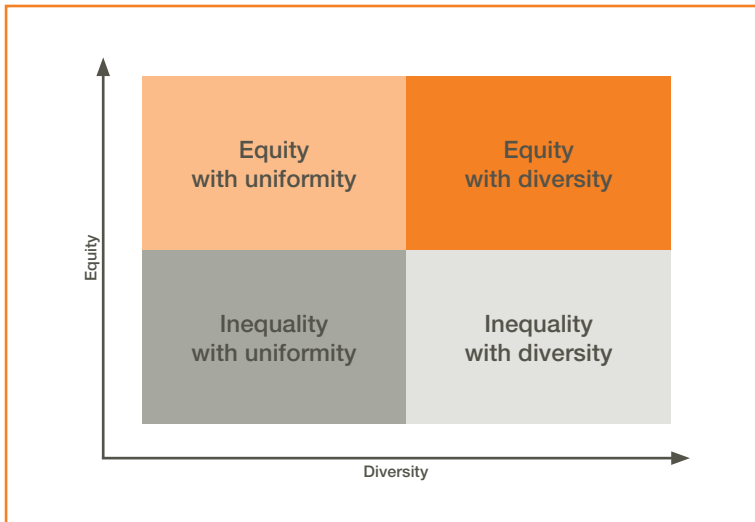 Equity
with uniformity
Equity
with diversity
Inequality
with uniformity
Inequality
with diversity
Equity
Diversity